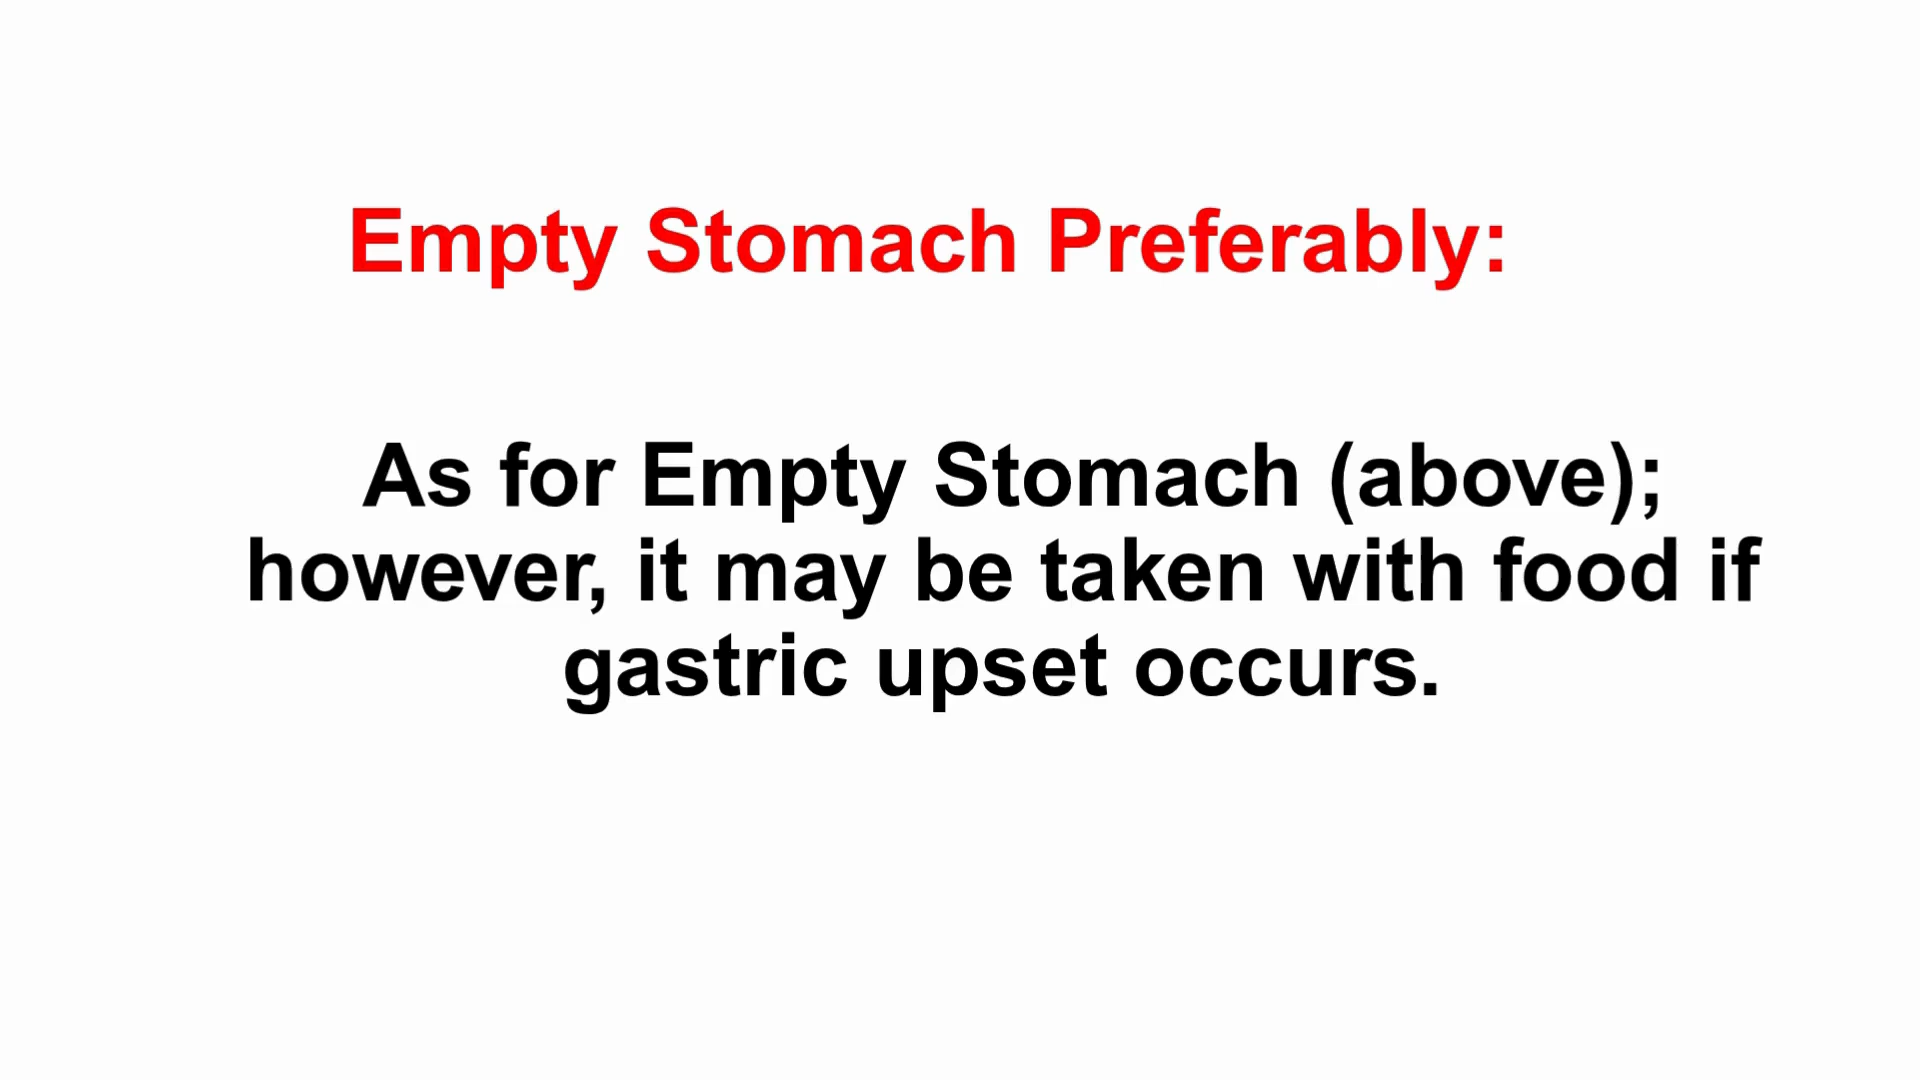 Empty Stomach Preferably:
As for Empty Stomach (above);
however, it may be taken with food if
gastric upset occurs.